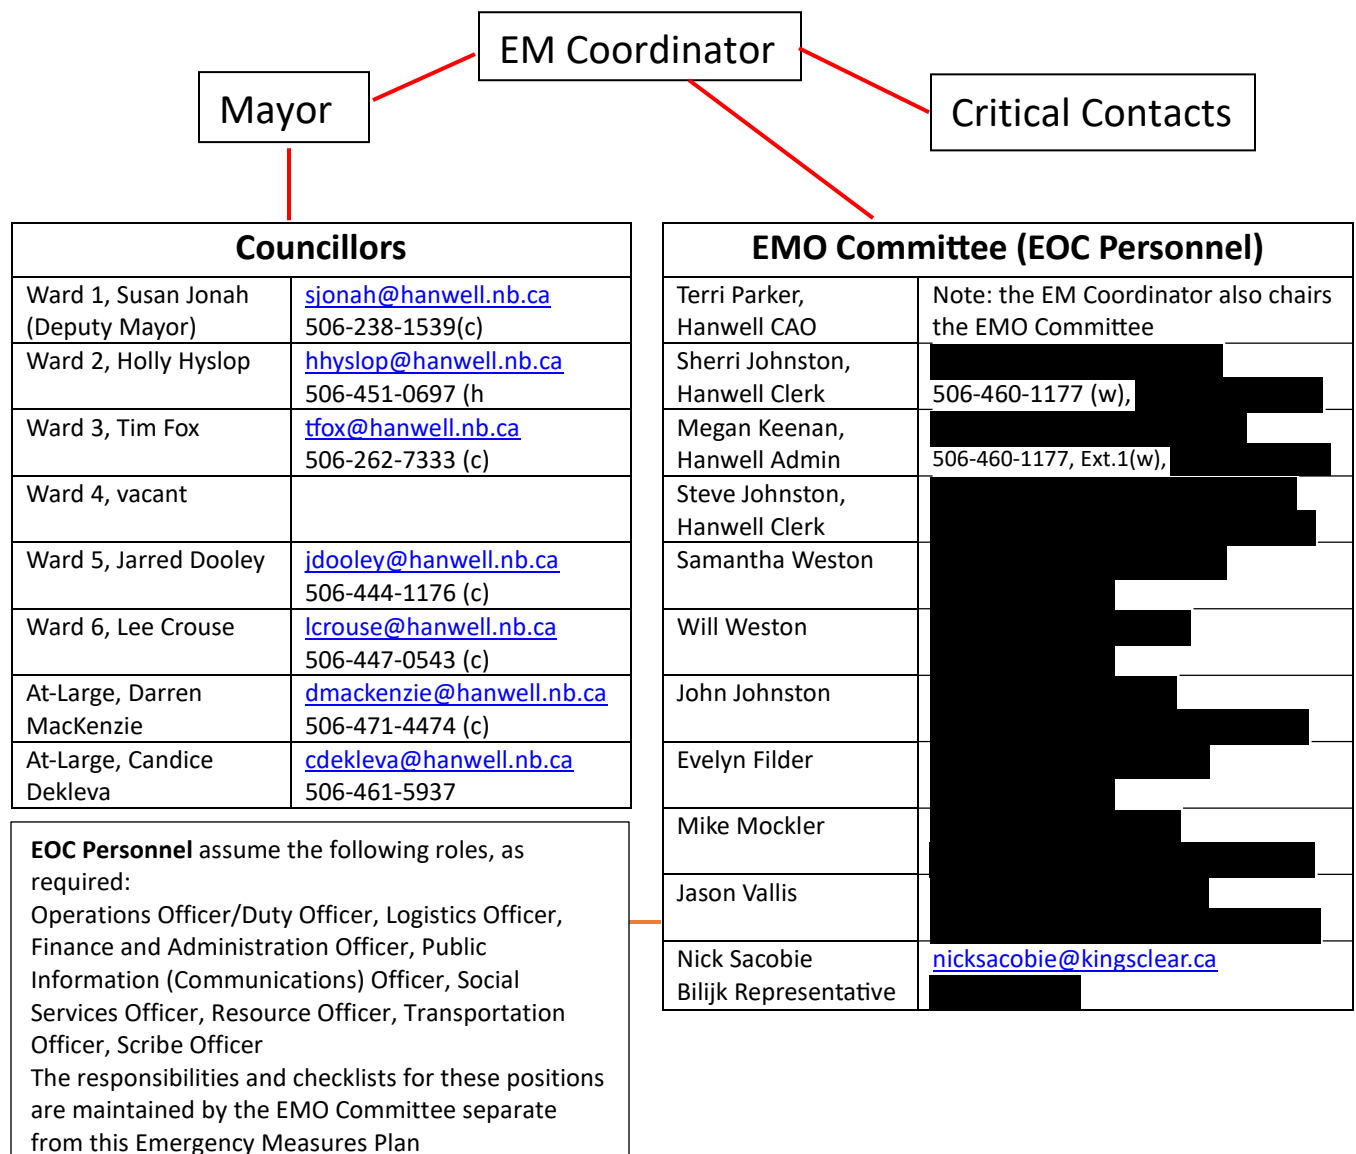 EM Coordinator
Mayor
Critical Contacts
Councillors
Ward 1, Susan Jonah
(Deputy Mayor)
sjonah@hanwell.nb.ca
506-238-1539(c)
Ward 2, Holly Hyslop
hhyslop@hanwell.nb.ca
506-451-0697 (h
Ward 3, Tim Fox
tfox@hanwell.nb.ca
506-262-7333 (c)
Ward 4, vacant
Ward 5, Jarred Dooley
jdooley@hanwell.nb.ca
506-444-1176 (c)
Ward 6, Lee Crouse
lcrouse@hanwell.nb.ca
506-447-0543 (c)
At-Large, Darren
MacKenzie
dmackenzie@hanwell.nb.ca
506-471-4474 (c)
At-Large, Candice
Dekleva
cdekleva@hanwell.nb.ca
506-461-5937
EMO Committee (EOC Personnel)
Terri Parker,
Hanwell CAO
Note: the EM Coordinator also chairs
the EMO Committee
Sherri Johnston,
Hanwell Clerk
506-460-1177 (w),
Megan Keenan,
Hanwell Admin
506-460-1177, Ext.1(w),
Steve Johnston,
Hanwell Clerk
Samantha Weston
Will Weston
John Johnston
Evelyn Filder
Mike Mockler
Jason Vallis
Nick Sacobie
Bilijk Representative
nicksacobie@kingsclear.ca
EOC Personnel assume the following roles, as
required:
Operations Officer/Duty Officer, Logistics Officer,
Finance and Administration Officer, Public
Information (Communications) Officer, Social
Services Officer, Resource Officer, Transportation
Officer, Scribe Officer
The responsibilities and checklists for these positions
are maintained by the EMO Committee separate
from this Emergency Measures Plan